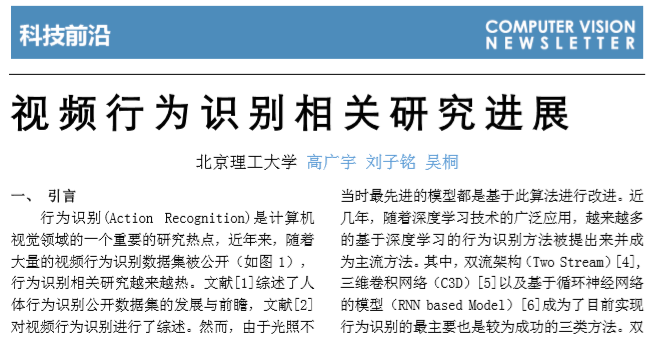 科技前沿
COMPUTER VISION
NEWSLETTER
视频行为识别相关研究进展
北京理工大学 高广宇 刘子铭 吴桐
一、 引言
行为识别(Action Recognition)是计算机
视觉领域的一个重要的研究热点，近年来，随着
大量的视频行为识别数据集被公开（如图 1），
行为识别相关研究越来越热。文献[1]综述了人
体行为识别公开数据集的发展与前瞻，文献[2]
对视频行为识别进行了综述。然而，由于光照不
当时最先进的模型都是基于此算法进行改进。近
几年，随着深度学习技术的广泛应用，越来越多
的基于深度学习的行为识别方法被提出来并成
为主流方法。其中，双流架构（Two Stream）[4]，
三维卷积网络（C3D）[5]以及基于循环神经网络
的模型（RNN based Model）[6]成为了目前实现
行为识别的最主要也是较为成功的三类方法。双